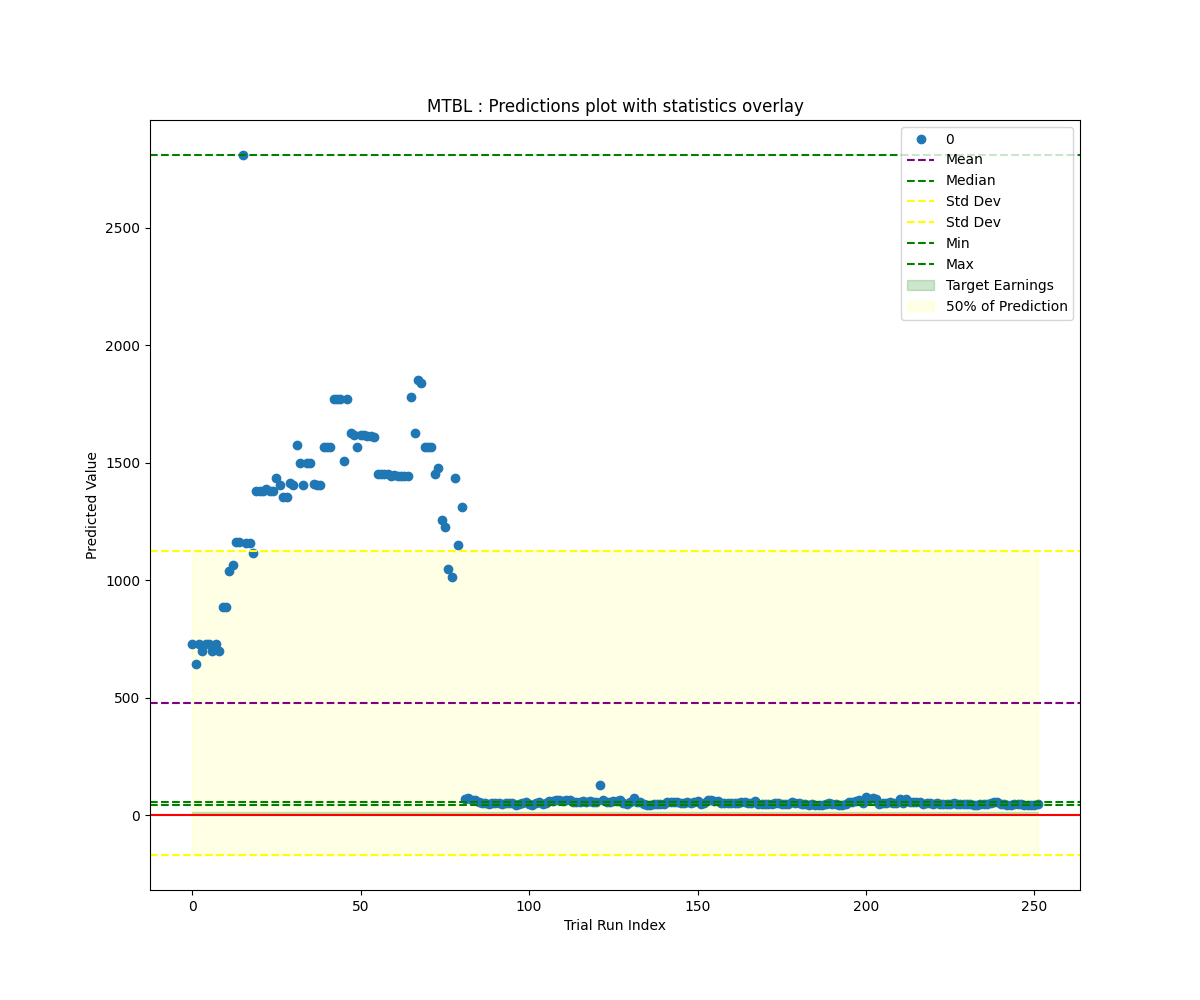 MTBL : Predictions plot with statistics overlay
0
Mean
Median
Std Dev
Std Dev
Min
Max
Target Earnings
50% of Prediction
2500
2000
1500
1000
500
0
Predicted Value
0
50
100
150
200
250
Trial Run Index